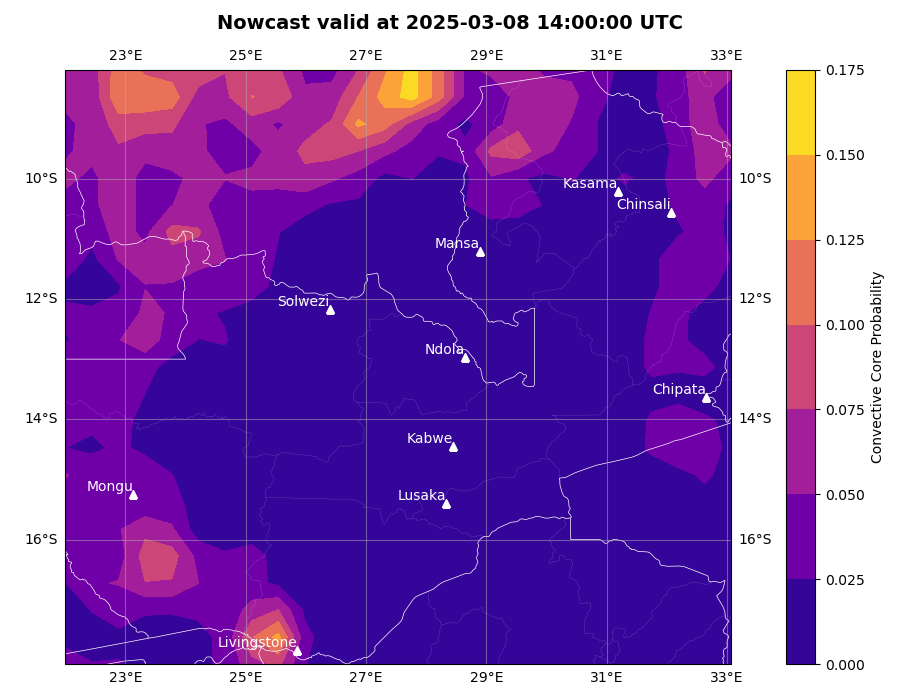 Nowcast valid at 2025-03-08 14:00:00 UTC
23°E 25°E 27°E 29°E 31°E 33°E
0.175
0.150
10°S Kasama 10°S
Chinsali
0.125
Mansa
12°S 12°S
Solwezi
0.100
Ndola
Chipata
0.075
14°S 14°S
Kabwe
Mongu
Lusaka
0.050
16°S 16°S
0.025
Livingstone
0.000
23°E 25°E 27°E 29°E 31°E 33°E
Convective Core Probability